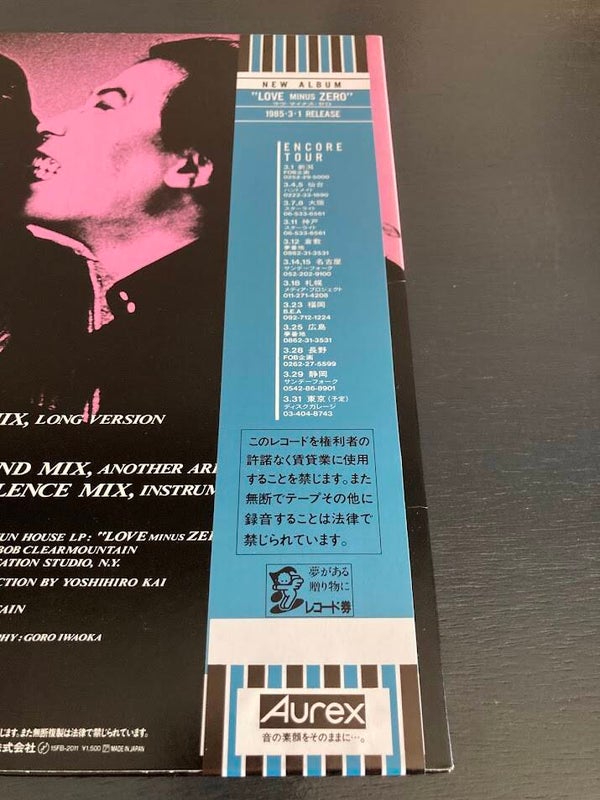 NEW ALBUM
"LOVE MINUS ZERO"
ラヴ・マイナス・ゼロ
1985・3・1 RELEASE
ENCORE
TOUR
3.1 新潟
FOB企画
0252-29-5000
3.4,5 仙台
ハンドメイド
0222-33-1890
3.7,8 大阪
スターライト
06-533-6561
3.11 神戸
スターライト
06-533-6561
3.12 倉敷
夢番地
0862-31-3531
3.14,15 名古屋
サンデーフォーク
052-202-9100
3.18 札幌
メディア・プロジェクト
011-271-4208
3.23 福岡
B.E.A
092-712-1224
3.25 広島
夢番地
0862-31-3531
3.28 長野
FOB企画
0262-27-5599
3.29 静岡
サンデーフォーク
0542-86-8901
3.31 東京(予定)
ディスクガレージ
03-404-8743
このレコードを権利者の
許諾なく賃貸業に使用
することを禁じます。また
無断でテープその他に
録音することは法律で
禁じられています。
夢がある
贈り物に
レコード券
Aurex
音の素顔をそのままに…。
MIX, LONG VERSION
ND MIX, ANOTHER ARR
LENCE MIX, INSTRUM
UN HOUSE LP: "LOVE MINUS ZER
BOB CLEARMOUNTAIN
ATION STUDIO, N.Y.
CTION BY YOSHIHIRO KAI
TAIN
PHY: GORO IWAOKA
じます。また無断複製は法律で禁じられています。
株式会社 Ⓟ 15FB-2011 ¥1,500 MADE IN JAPAN